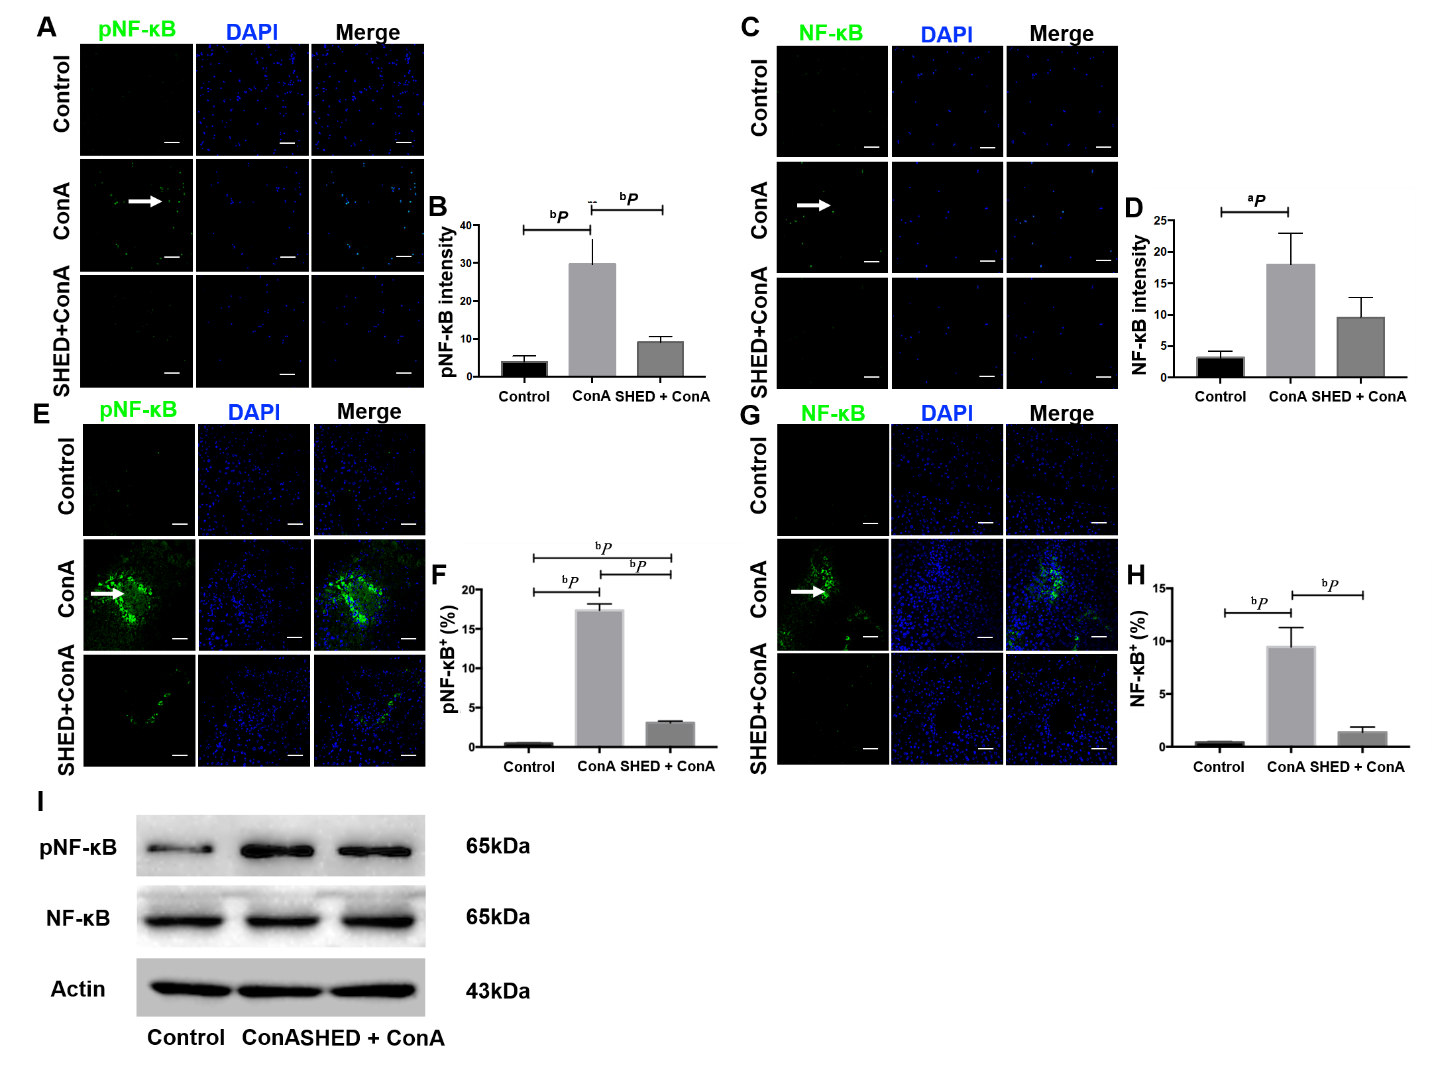 A
pNF-κB DAPI Merge
Control
ConA
SHED+ConA
B
pNF-κB intensity
40
30
20
10
0
bP
bP
Control ConA SHED + ConA
C
NF-κB DAPI Merge
Control
ConA
SHED+ConA
D
NF-κB intensity
25
20
15
10
5
0
aP
Control ConA SHED + ConA
E
pNF-κB DAPI Merge
Control
ConA
SHED+ConA
F
pNF-κB+ (%)
20
15
10
5
0
bP
bP
bP
Control ConA SHED + ConA
G
NF-κB DAPI Merge
Control
ConA
SHED+ConA
H
NF-κB+ (%)
15
10
5
0
bP
bP
Control ConA SHED + ConA
I
pNF-κB 65kDa
NF-κB 65kDa
Actin 43kDa
Control ConA SHED + ConA